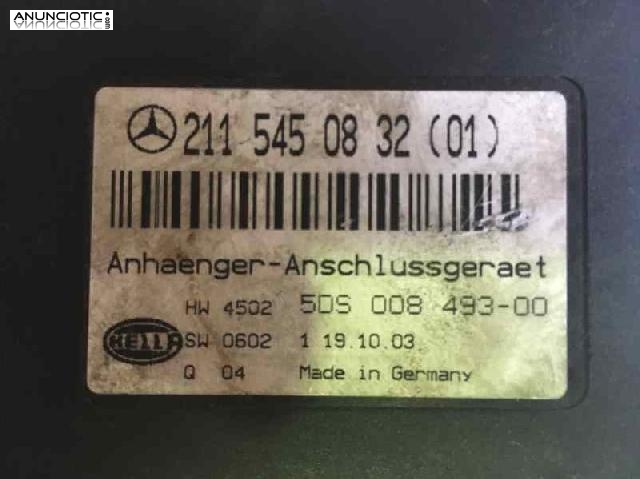 ANUNCIOTIC.com
211 545 08 32 (01)
Anhaenger-Anschlussgeraet
HW 4502 5DS 008 493-00
HELLA SW 0602 1 19.10.03
Q 04 Made in Germany